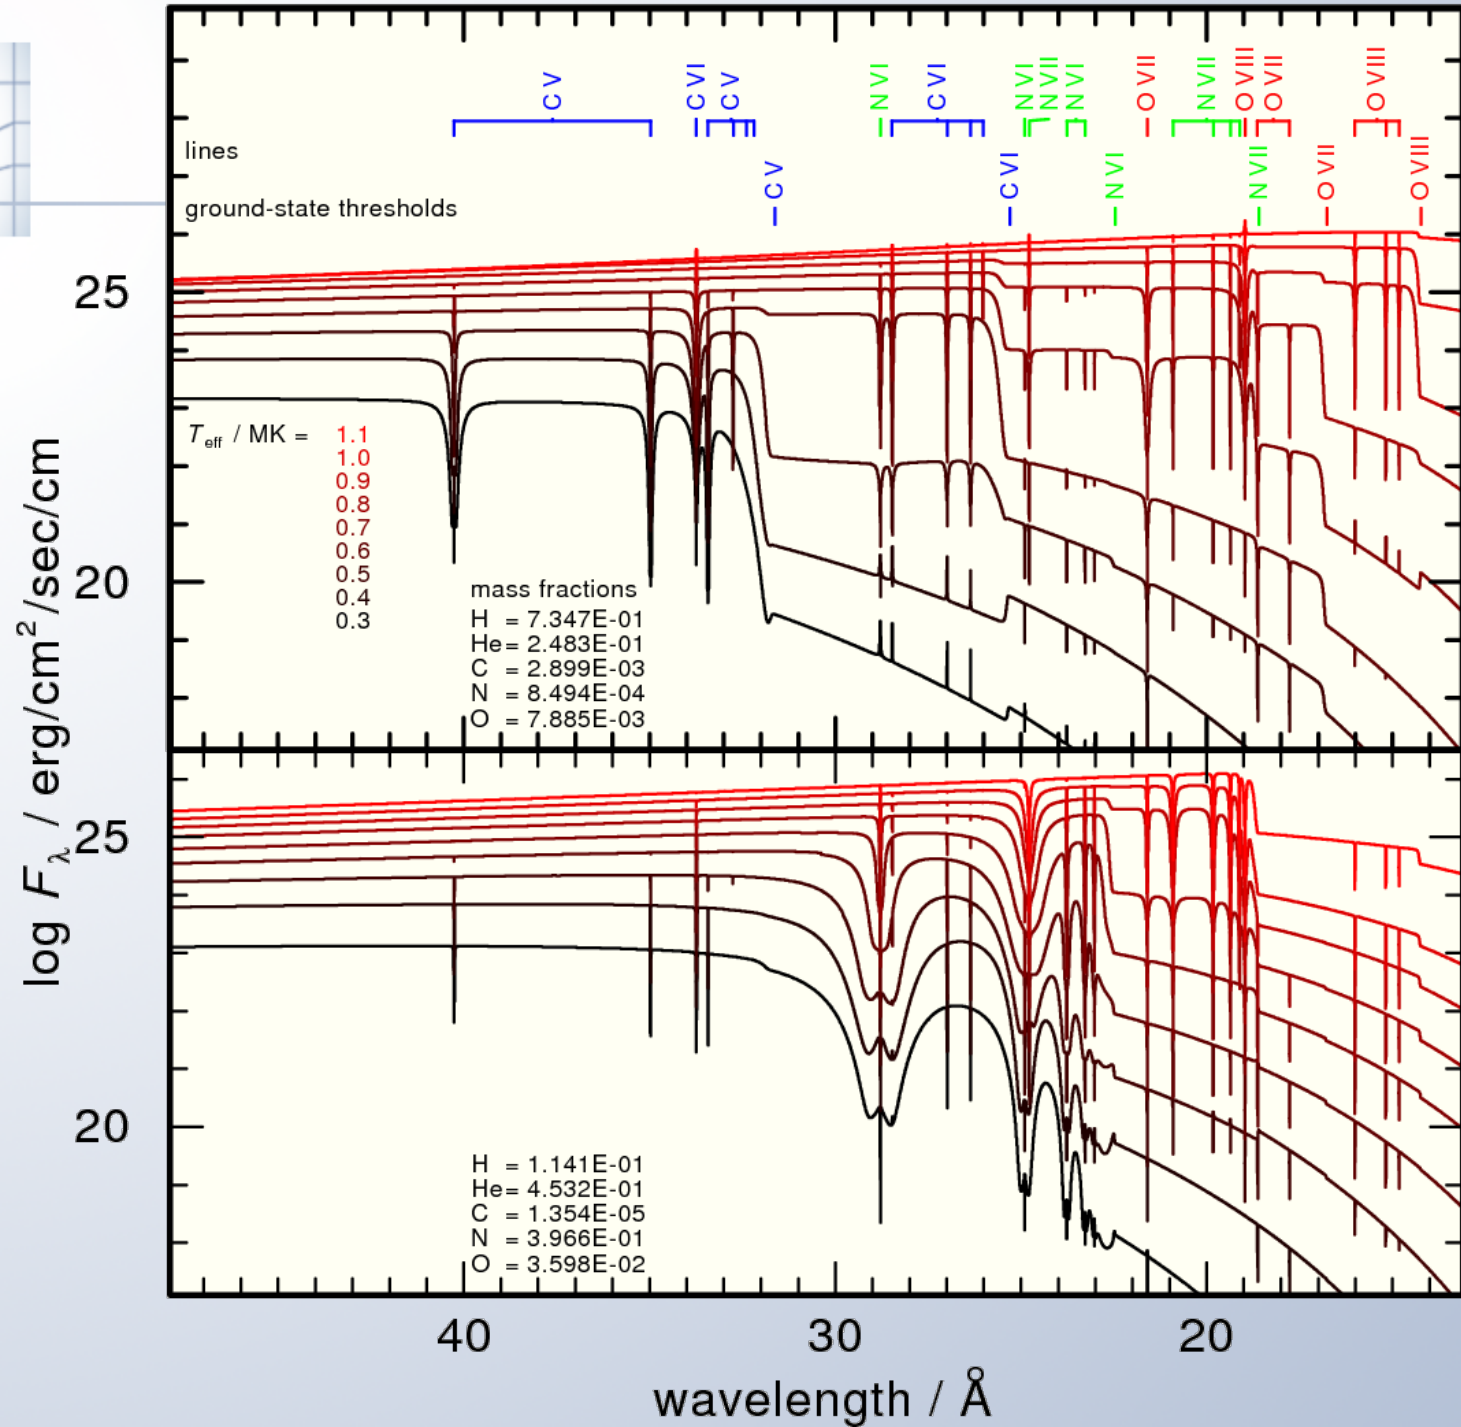 C V
C VI
C V
N VI
C VI
N VI
N VII
N VI
O VII
N VII
O VIII
O VII
O VIII
lines
C V
C VI
N VI
N VII
O VII
O VIII
ground-state thresholds
25
T eff / MK =
1.1
1.0
0.9
0.8
0.7
0.6
0.5
0.4
0.3
20
mass fractions
H = 7.347E-01
He= 2.483E-01
C = 2.899E-03
N = 8.494E-04
O = 7.885E-03
log Fλ / erg/cm²/sec/cm
25
20
H = 1.141E-01
He= 4.532E-01
C = 1.354E-05
N = 3.966E-01
O = 3.598E-02
40 30 20
wavelength / Å